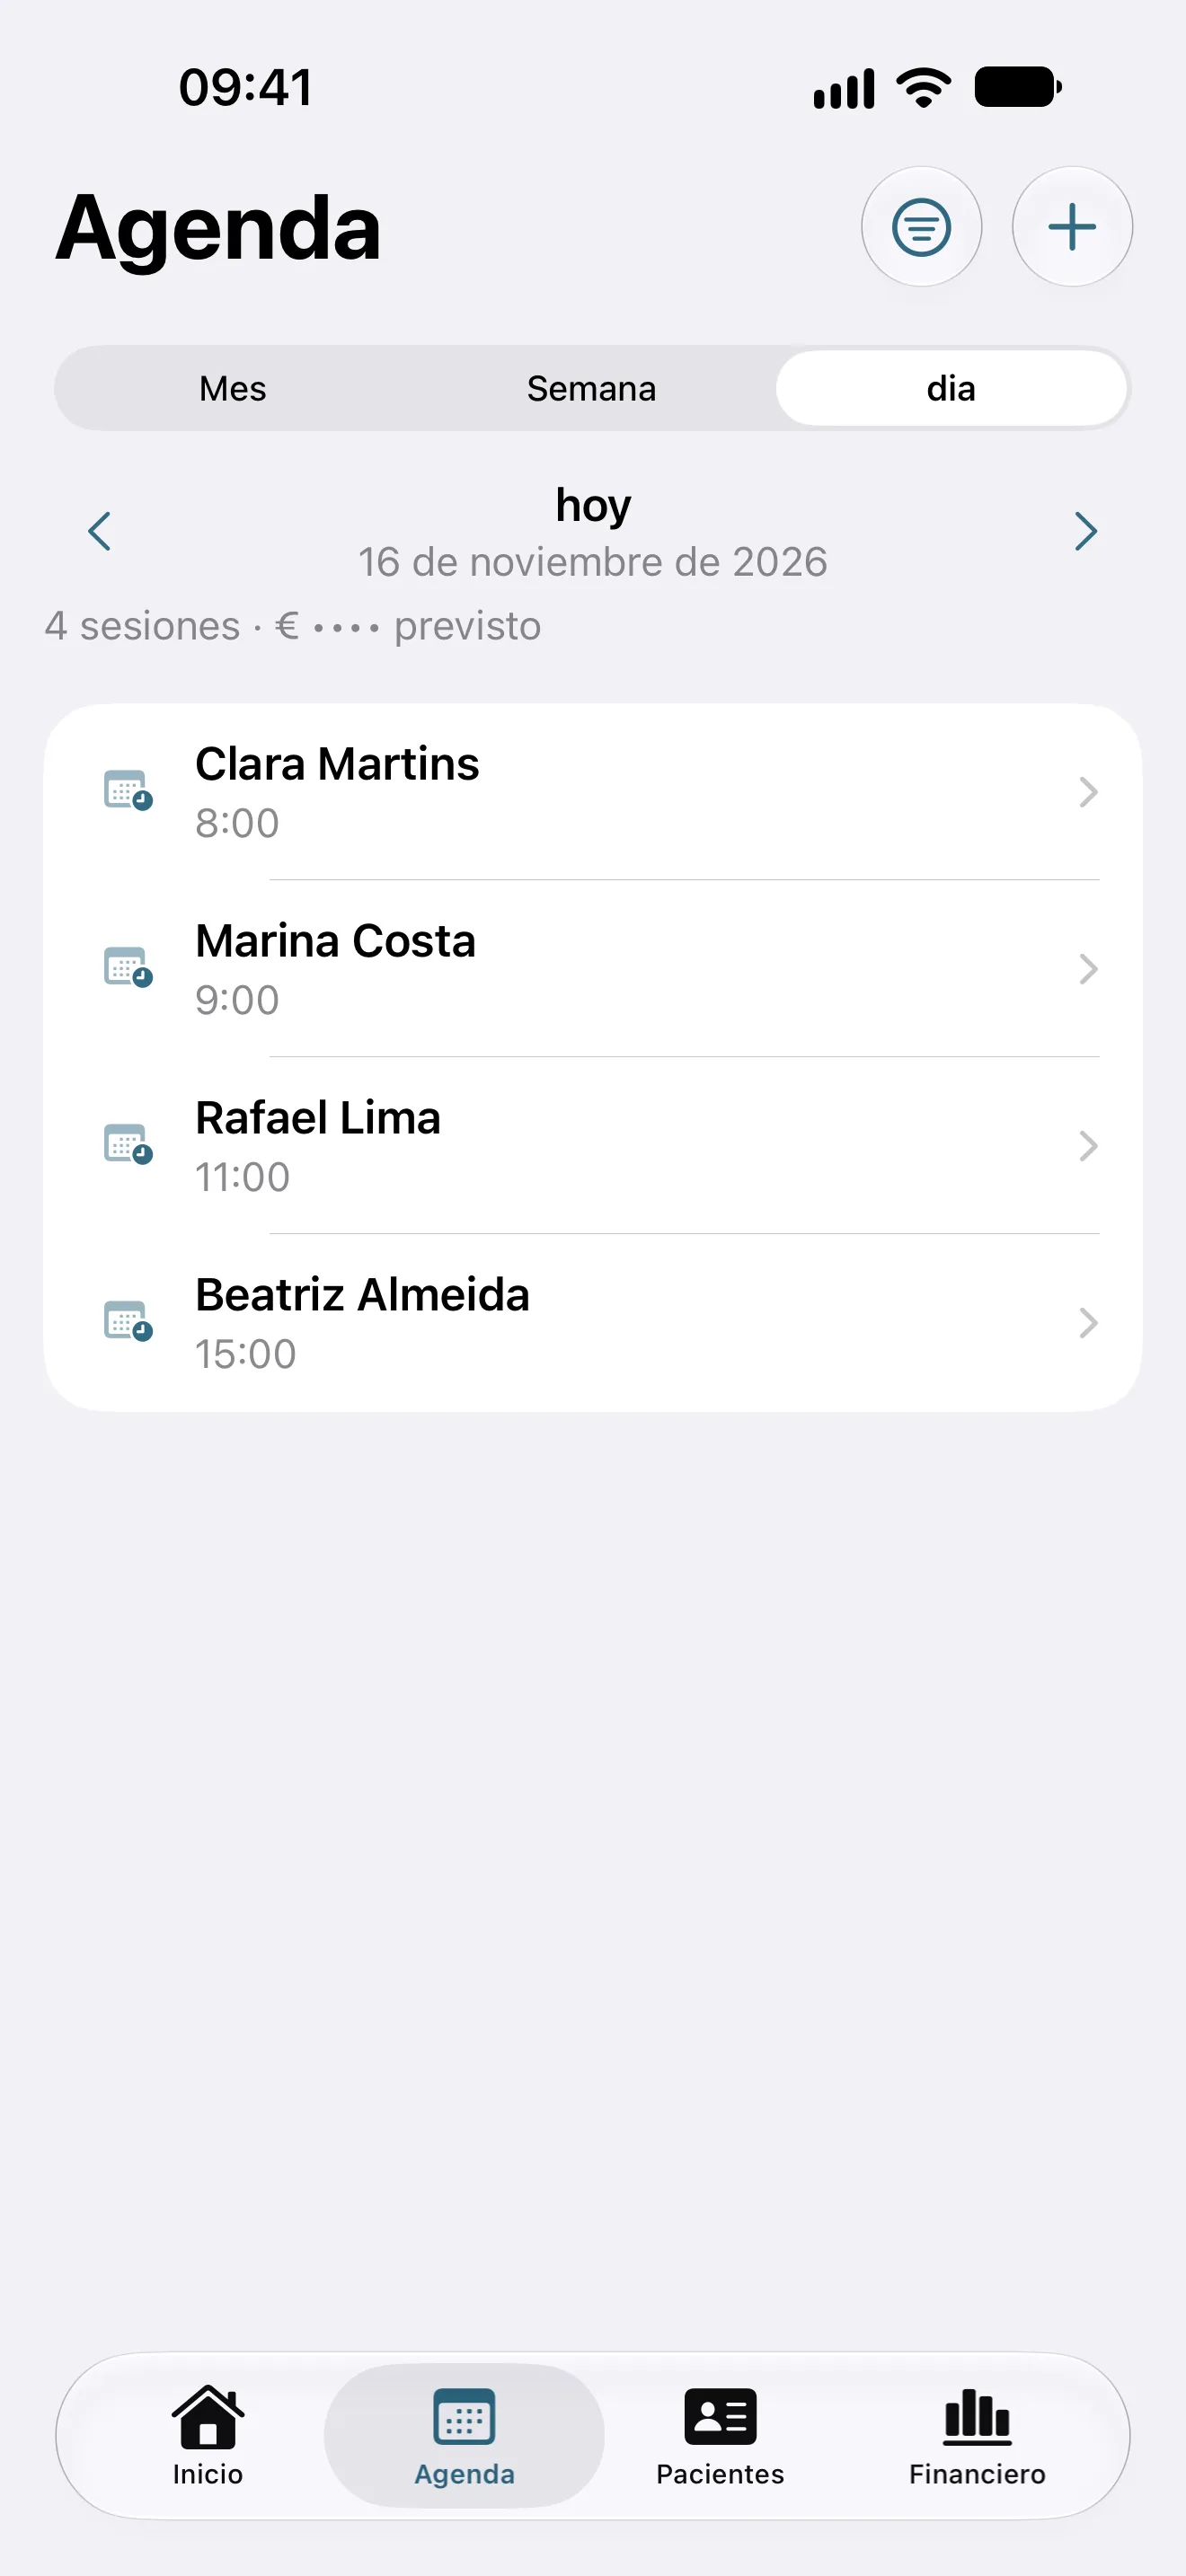 09:41
Agenda
Mes
Semana
dia
hoy
16 de noviembre de 2026
4 sesiones · € •••• previsto
Clara Martins
8:00
Marina Costa
9:00
Rafael Lima
11:00
Beatriz Almeida
15:00
Inicio
Agenda
Pacientes
Financiero